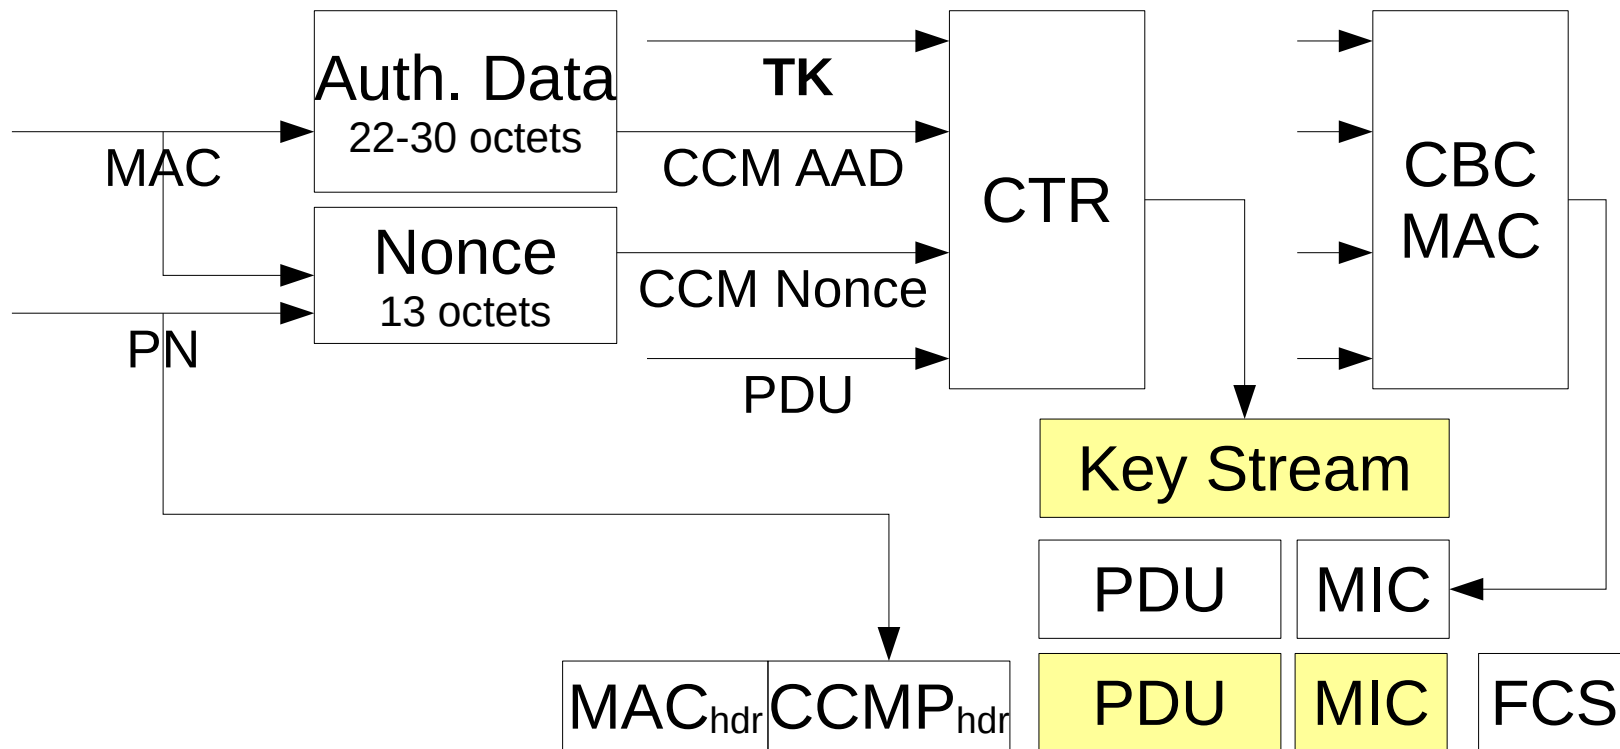 Auth. Data
22-30 octets
MAC
Nonce
13 octets
PN
TK
CCM AAD
CCM Nonce
PDU
CTR
CBC
MAC
Key Stream
PDU
MIC
MAChdr
CCMPhdr
PDU
MIC
FCS